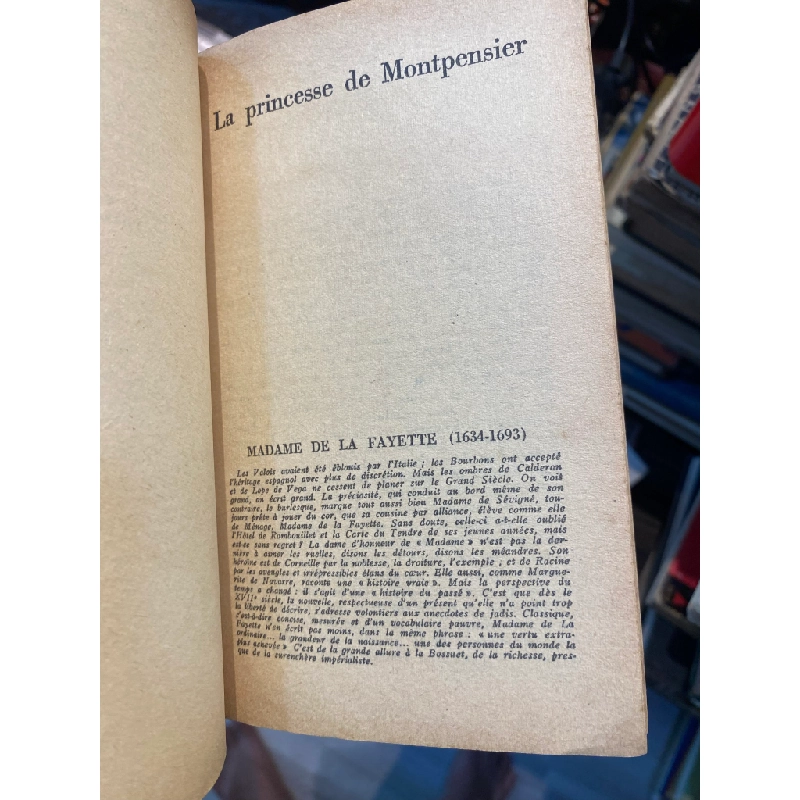 La princesse de Montpensier
MADAME DE LA FAYETTE (1634-1693)
Les Valois avaient été éblouis par l'Italie ; les Bourbons ont accepté
l'héritage espagnol avec plus de discrétion. Mais les ombres de Calderon
et de Lope de Vega ne cessent de planer sur le Grand Siècle. On voit
grand, on écrit grand. La préciosité, qui conduit au bord même de son
contraire, le burlesque, marque tout aussi bien Madame de Sévigné, tou-
jours prête à jouer du cor, que sa cousine par alliance, élève comme elle
de Ménage, Madame de la Fayette. Sans doute, celle-ci a-t-elle oublié
l'Hôtel de Rambouillet et la Carte du Tendre de ses jeunes années, mais
est-ce sans regret ? La dame d'honneur de « Madame » n'est pas la der-
nière à aimer les ruelles, disons les détours, disons les méandres. Son
héroïne est de Corneille par la noblesse, la droiture, l'exemple ; et de Racine
par les aveugles et irrépressibles élans du cœur. Elle aussi, comme Margue-
rite de Navarre, raconte une « histoire vraie ». Mais la perspective du
temps a changé : il s'agit d'une « histoire du passé ». C'est que dès le
XVIIe siècle, la nouvelle, respectueuse d'un présent qu'elle n'a point trop
la liberté de décrire, s'adresse volontiers aux anecdotes de jadis. Classique,
c'est-à-dire concise, mesurée et d'un vocabulaire pauvre, Madame de La
Fayette n'en écrit pas moins, dans la même phrase : « une vertu extra-
ordinaire... la grandeur de la naissance... une des personnes du monde la
plus achevée » C'est de la grande allure à la Bossuet, de la richesse, pres-
que de la surenchère impérialiste.